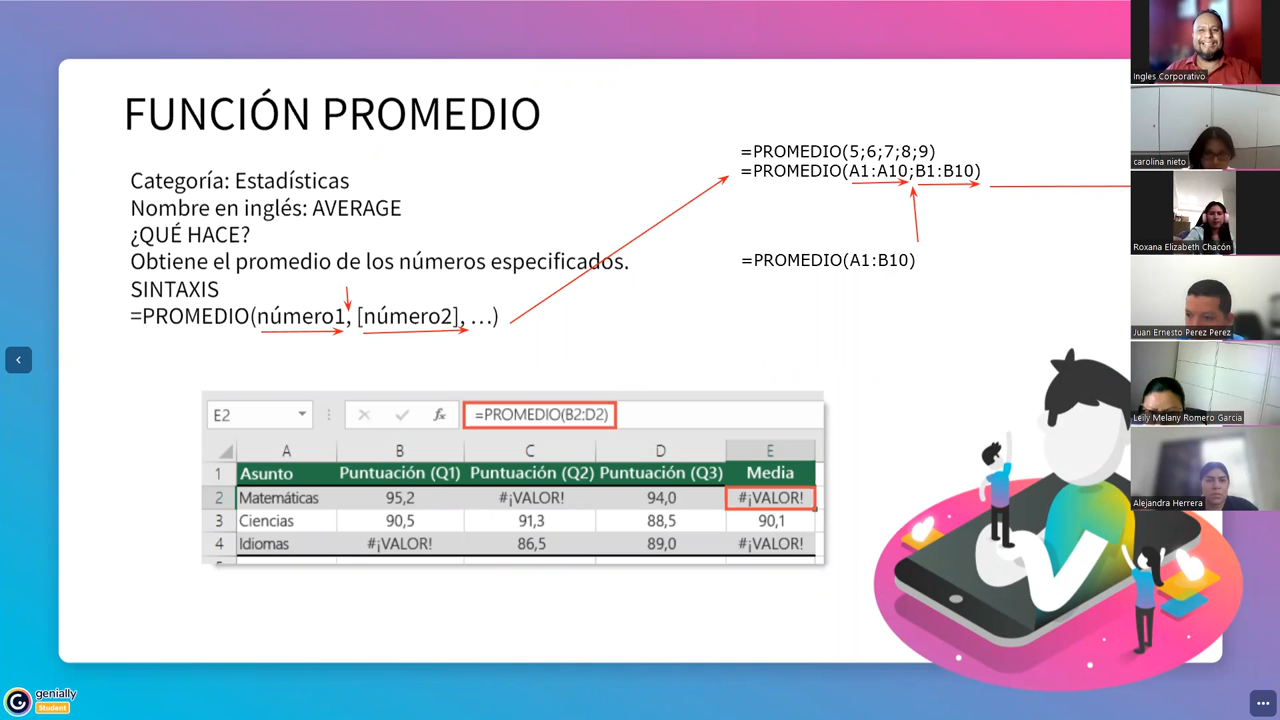 FUNCIÓN PROMEDIO
Categoría: Estadísticas
Nombre en inglés: AVERAGE
¿QUÉ HACE?
Obtiene el promedio de los números especificados.
SINTAXIS
=PROMEDIO(número1, [número2], …)
=PROMEDIO(5;6;7;8;9)
=PROMEDIO(A1:A10;B1:B10)
=PROMEDIO(A1:B10)
E2 fx =PROMEDIO(B2:D2)
A B C D E
1 Asunto Puntuación (Q1) Puntuación (Q2) Puntuación (Q3) Media
2 Matemáticas 95,2 #¡VALOR! 94,0 #¡VALOR!
3 Ciencias 90,5 91,3 88,5 90,1
4 Idiomas #¡VALOR! 86,5 89,0 #¡VALOR!
Ingles Corporativo
carolina nieto
Roxana Elizabeth Chacón
Juan Ernesto Perez Perez
Leily Melany Romero Garcia
Alejandra Herrera
genially
Student